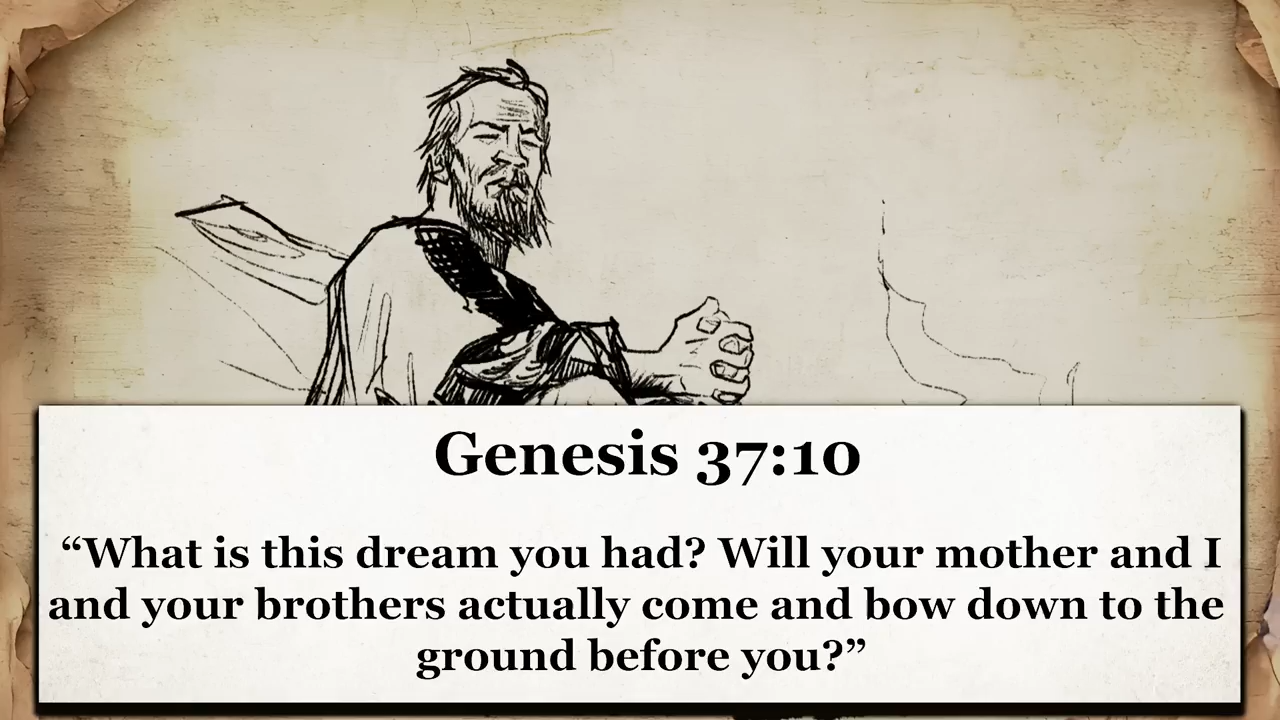 Genesis 37:10
“What is this dream you had? Will your mother and I
and your brothers actually come and bow down to the
ground before you?”